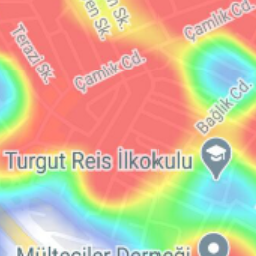 en Sk.
Sk.
Çamlık Cd.
Terazi Sk.
Çamlık Cd.
Bağlık Cd.
Turgut Reis İlkokulu
Mülteciler Derneği